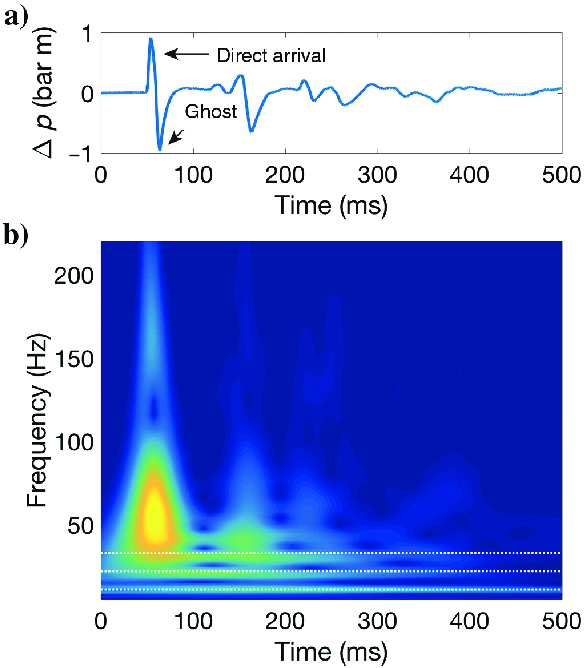 a)
Δ p (bar m)
1
0
−1
Direct arrival
Ghost
0 100 200 300 400 500
Time (ms)
b)
Frequency (Hz)
200
150
100
50
0 100 200 300 400 500
Time (ms)